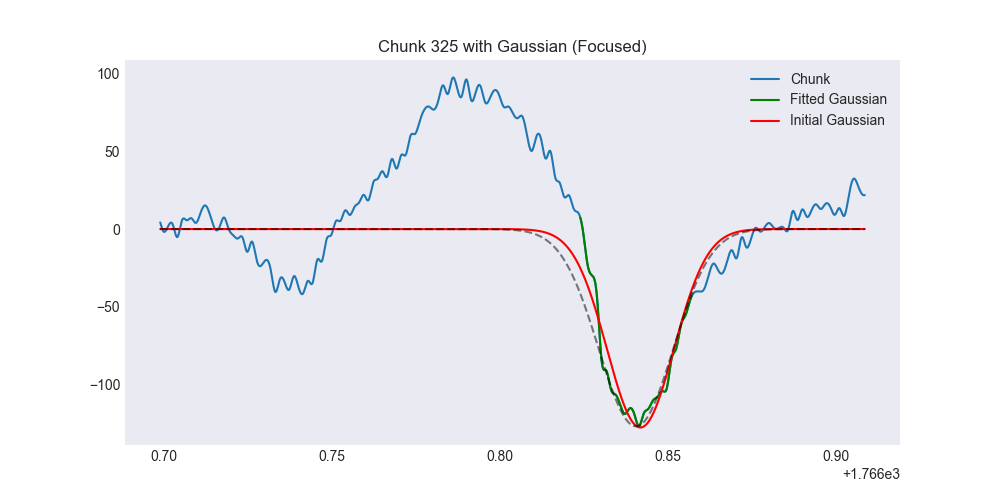 Chunk 325 with Gaussian (Focused)
100
50
0
−50
−100
Chunk
Fitted Gaussian
Initial Gaussian
0.70 0.75 0.80 0.85 0.90
+1.766e3